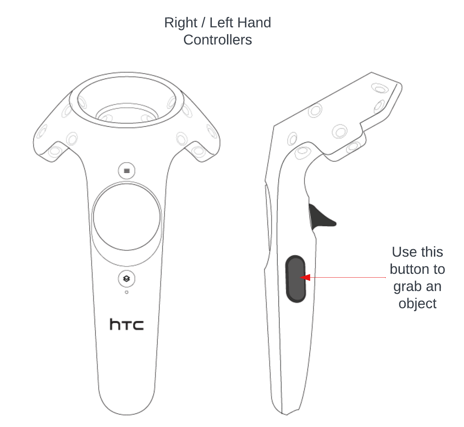 Right / Left Hand
Controllers
hTC
Use this
button to
grab an
object